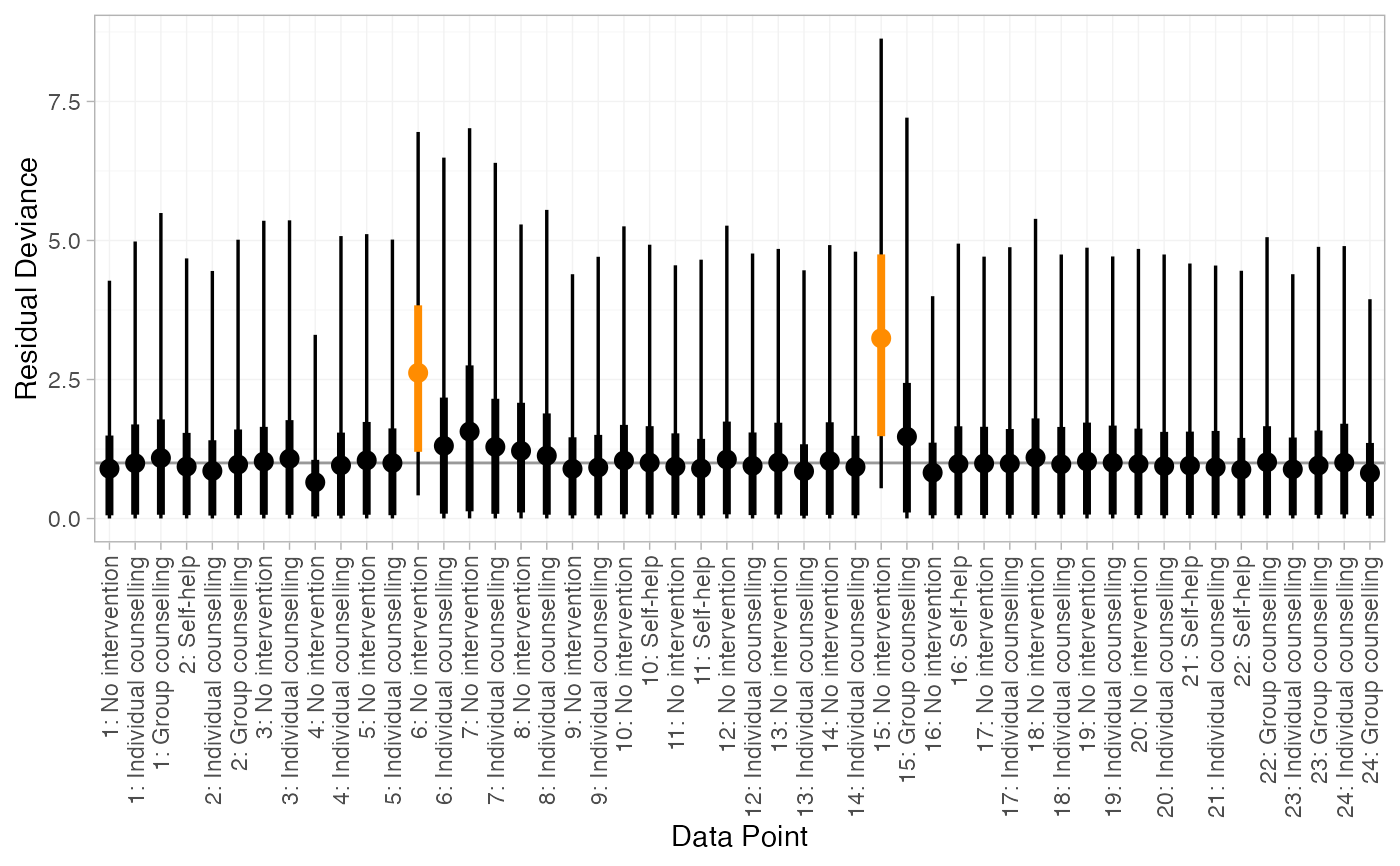 Residual Deviance
7.5
5.0
2.5
0.0
1: No intervention
1: Individual counselling
1: Group counselling
2: Self-help
2: Individual counselling
2: Group counselling
3: No intervention
3: Individual counselling
4: No intervention
4: Individual counselling
5: No intervention
5: Individual counselling
6: No intervention
6: Individual counselling
7: No intervention
7: Individual counselling
8: No intervention
8: Individual counselling
9: No intervention
9: Individual counselling
10: No intervention
10: Self-help
11: No intervention
11: Self-help
12: No intervention
12: Individual counselling
13: No intervention
13: Individual counselling
14: No intervention
14: Individual counselling
15: No intervention
15: Group counselling
16: No intervention
16: Self-help
17: No intervention
17: Individual counselling
18: No intervention
18: Individual counselling
19: No intervention
19: Individual counselling
20: No intervention
20: Individual counselling
21: Self-help
21: Individual counselling
22: Self-help
22: Group counselling
23: Individual counselling
23: Group counselling
24: Individual counselling
24: Group counselling
Data Point